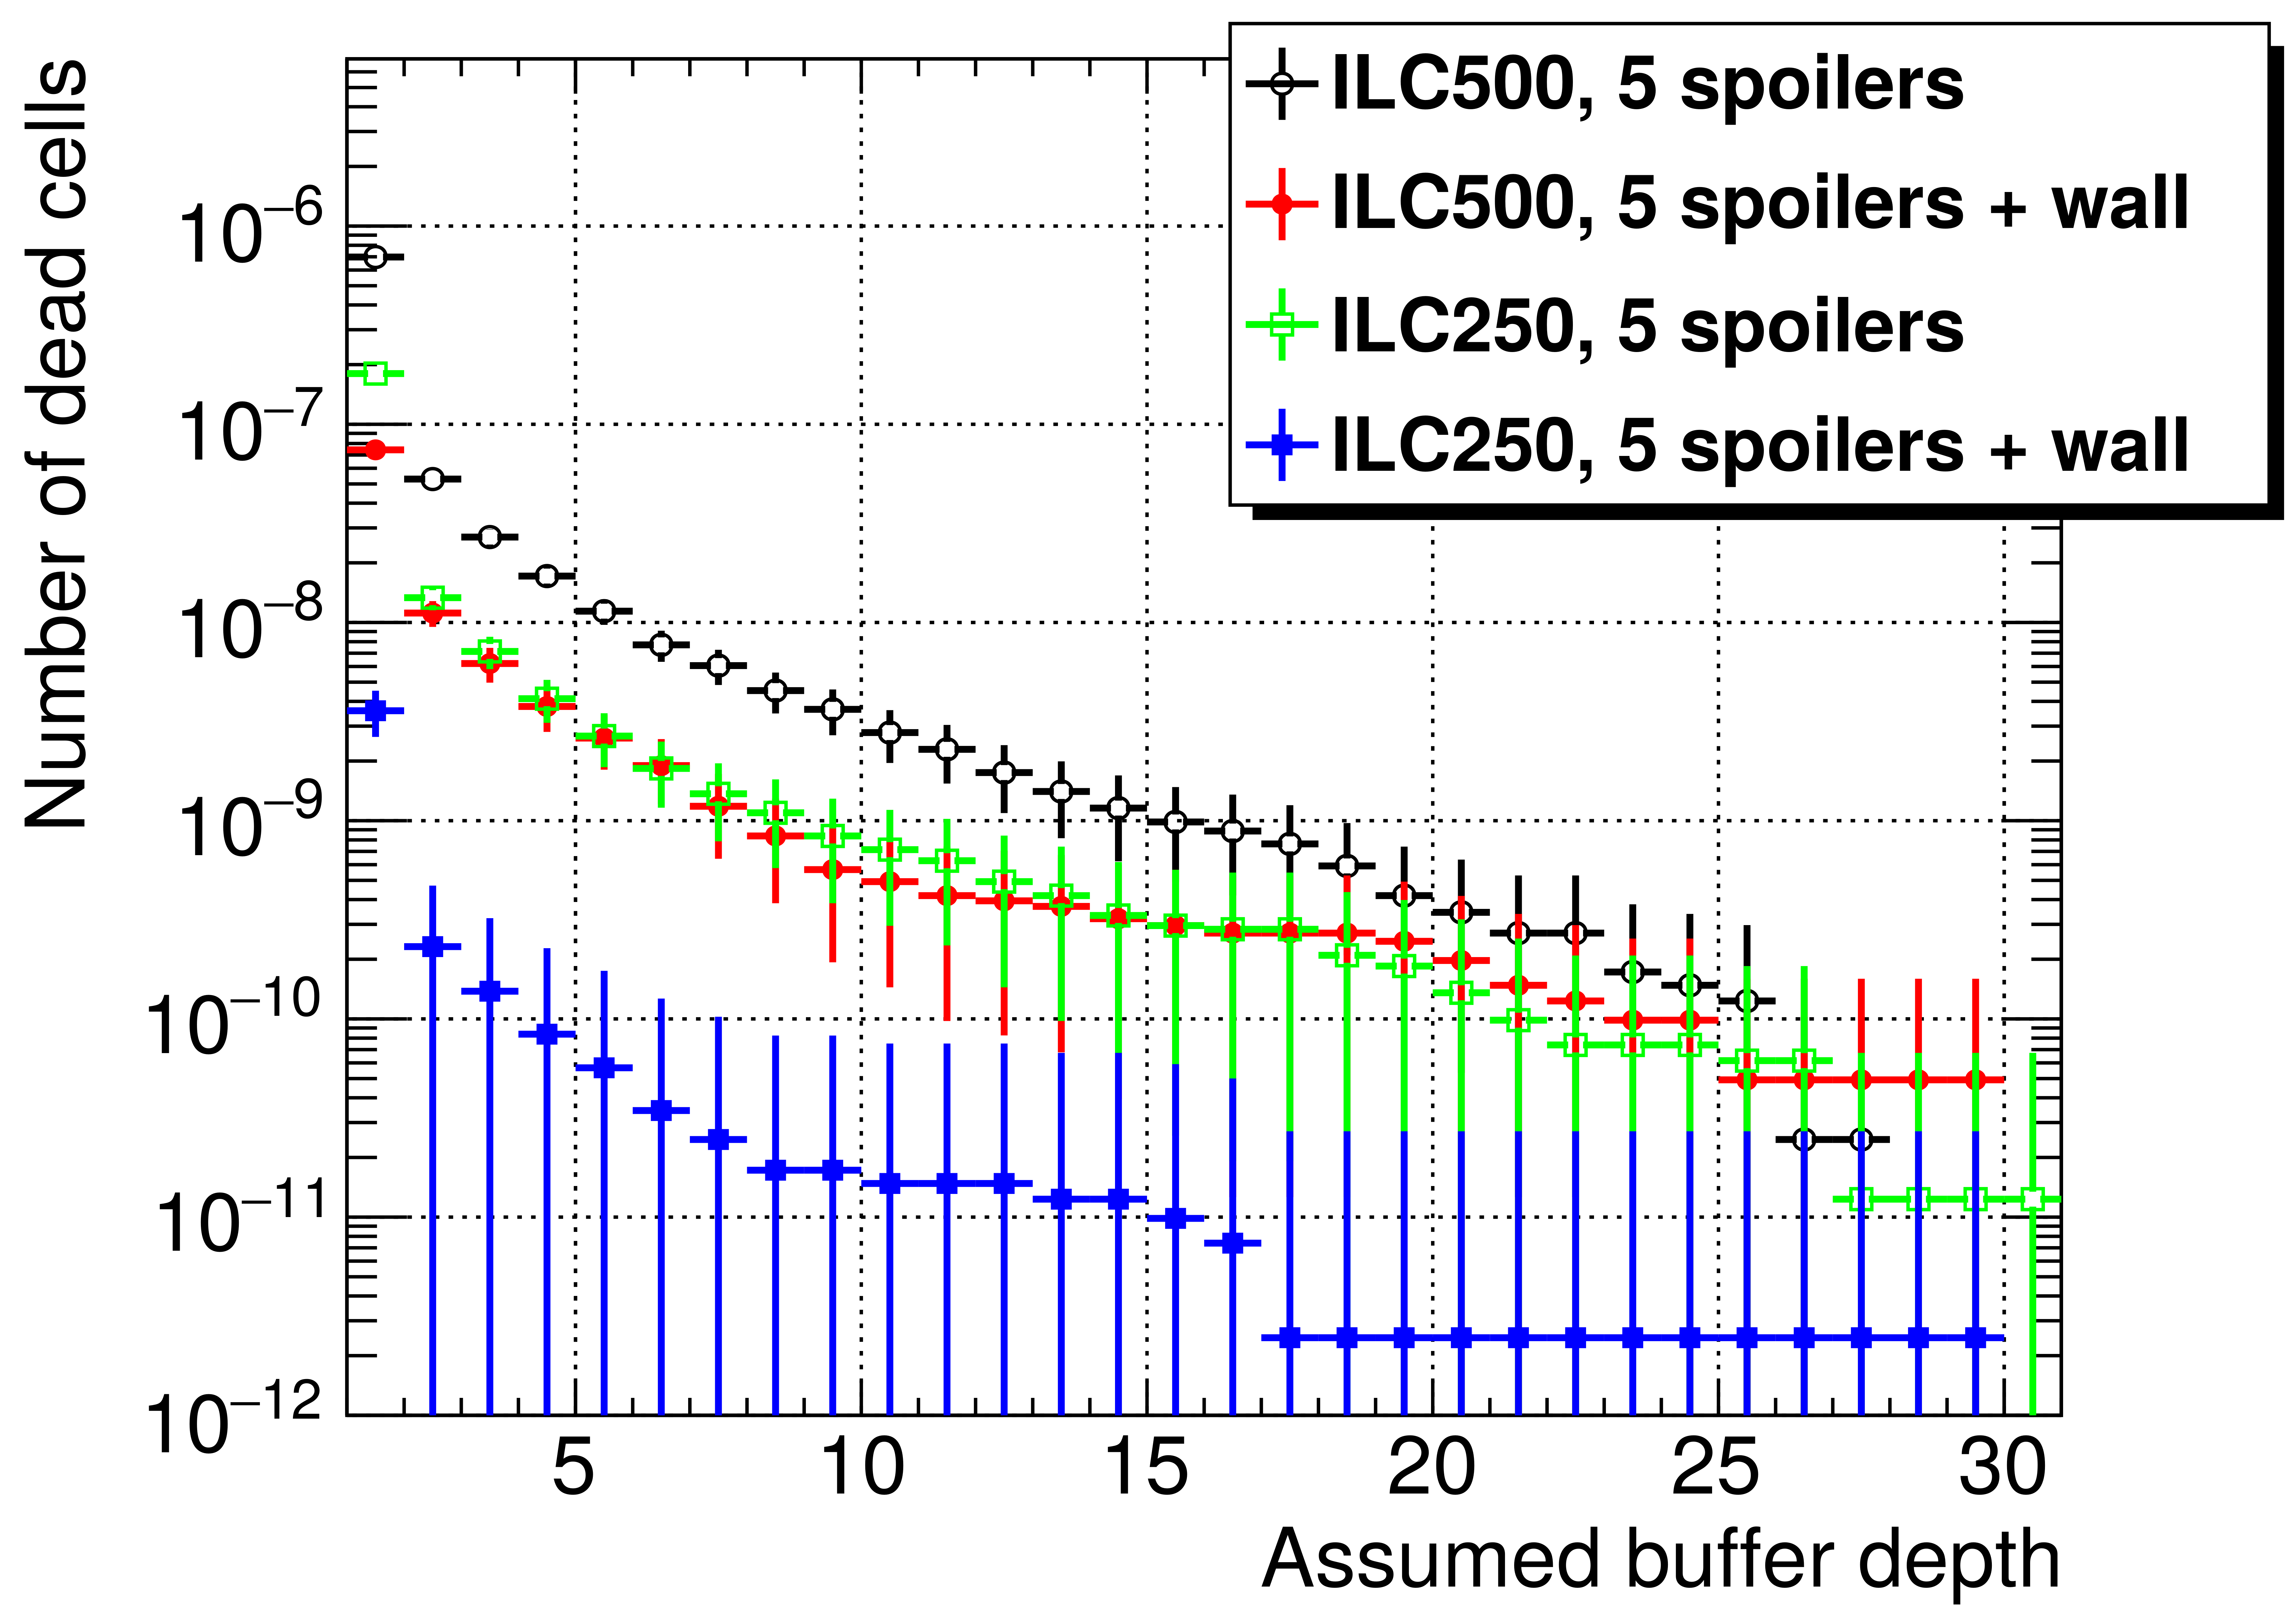 ILC500, 5 spoilers
ILC500, 5 spoilers + wall
ILC250, 5 spoilers
ILC250, 5 spoilers + wall
Number of dead cells
10⁻⁶
10⁻⁷
10⁻⁸
10⁻⁹
10⁻¹⁰
10⁻¹¹
10⁻¹²
5 10 15 20 25 30
Assumed buffer depth